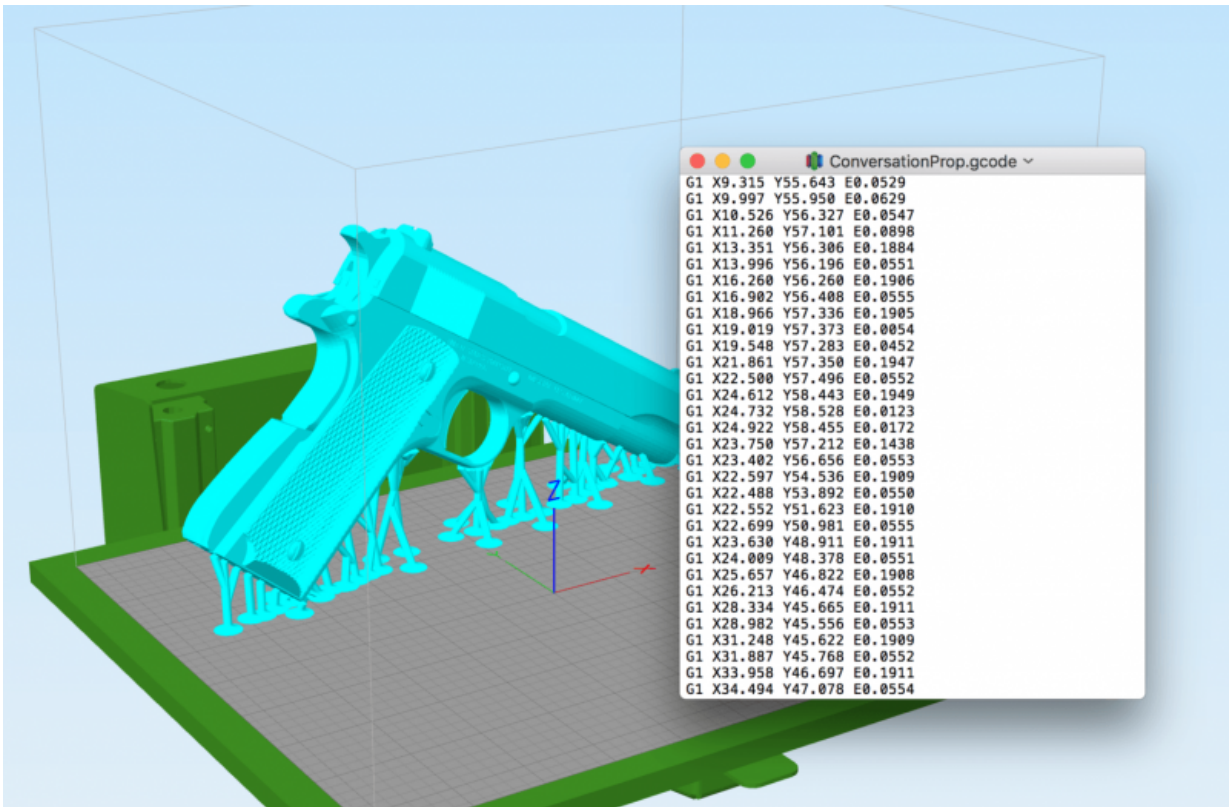 ConversationProp.gcode
G1 X9.315 Y55.643 E0.0529
G1 X9.997 Y55.950 E0.0629
G1 X10.526 Y56.327 E0.0547
G1 X11.260 Y57.101 E0.0898
G1 X13.351 Y56.306 E0.1884
G1 X13.996 Y56.196 E0.0551
G1 X16.260 Y56.260 E0.1906
G1 X16.902 Y56.408 E0.0555
G1 X18.966 Y57.336 E0.1905
G1 X19.019 Y57.373 E0.0054
G1 X19.548 Y57.283 E0.0452
G1 X21.861 Y57.350 E0.1947
G1 X22.500 Y57.496 E0.0552
G1 X24.612 Y58.443 E0.1949
G1 X24.732 Y58.528 E0.0123
G1 X24.922 Y58.455 E0.0172
G1 X23.750 Y57.212 E0.1438
G1 X23.402 Y56.656 E0.0553
G1 X22.597 Y54.536 E0.1909
G1 X22.488 Y53.892 E0.0550
G1 X22.552 Y51.623 E0.1910
G1 X22.699 Y50.981 E0.0555
G1 X23.630 Y48.911 E0.1911
G1 X24.009 Y48.378 E0.0551
G1 X25.657 Y46.822 E0.1908
G1 X26.213 Y46.474 E0.0552
G1 X28.334 Y45.665 E0.1911
G1 X28.982 Y45.556 E0.0553
G1 X31.248 Y45.622 E0.1909
G1 X31.887 Y45.768 E0.0552
G1 X33.958 Y46.697 E0.1911
G1 X34.494 Y47.078 E0.0554
Z
X